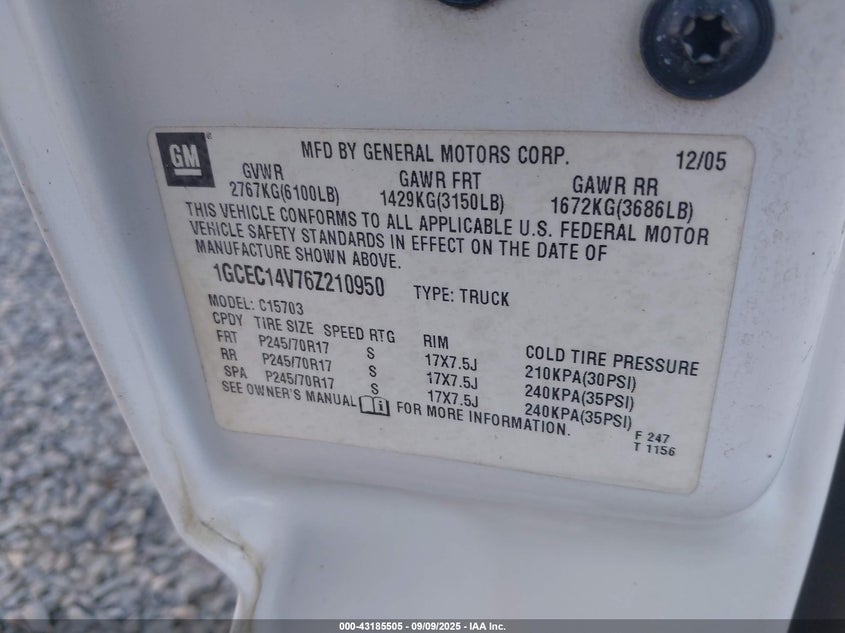 GM
MFD BY GENERAL MOTORS CORP. 12/05
GVWR GAWR FRT GAWR RR
2767KG(6100LB) 1429KG(3150LB) 1672KG(3686LB)
THIS VEHICLE CONFORMS TO ALL APPLICABLE U.S. FEDERAL MOTOR
VEHICLE SAFETY STANDARDS IN EFFECT ON THE DATE OF
MANUFACTURE SHOWN ABOVE.
1GCEC14V76Z210950 TYPE: TRUCK
MODEL: C15703
CPDY TIRE SIZE SPEED RTG RIM COLD TIRE PRESSURE
FRT P245/70R17 S 17X7.5J 210KPA(30PSI)
RR P245/70R17 S 17X7.5J 240KPA(35PSI)
SPA P245/70R17 S 17X7.5J 240KPA(35PSI)
SEE OWNER'S MANUAL FOR MORE INFORMATION.
F 247
T 1156
000-43185505 - 09/09/2025 - IAA Inc.